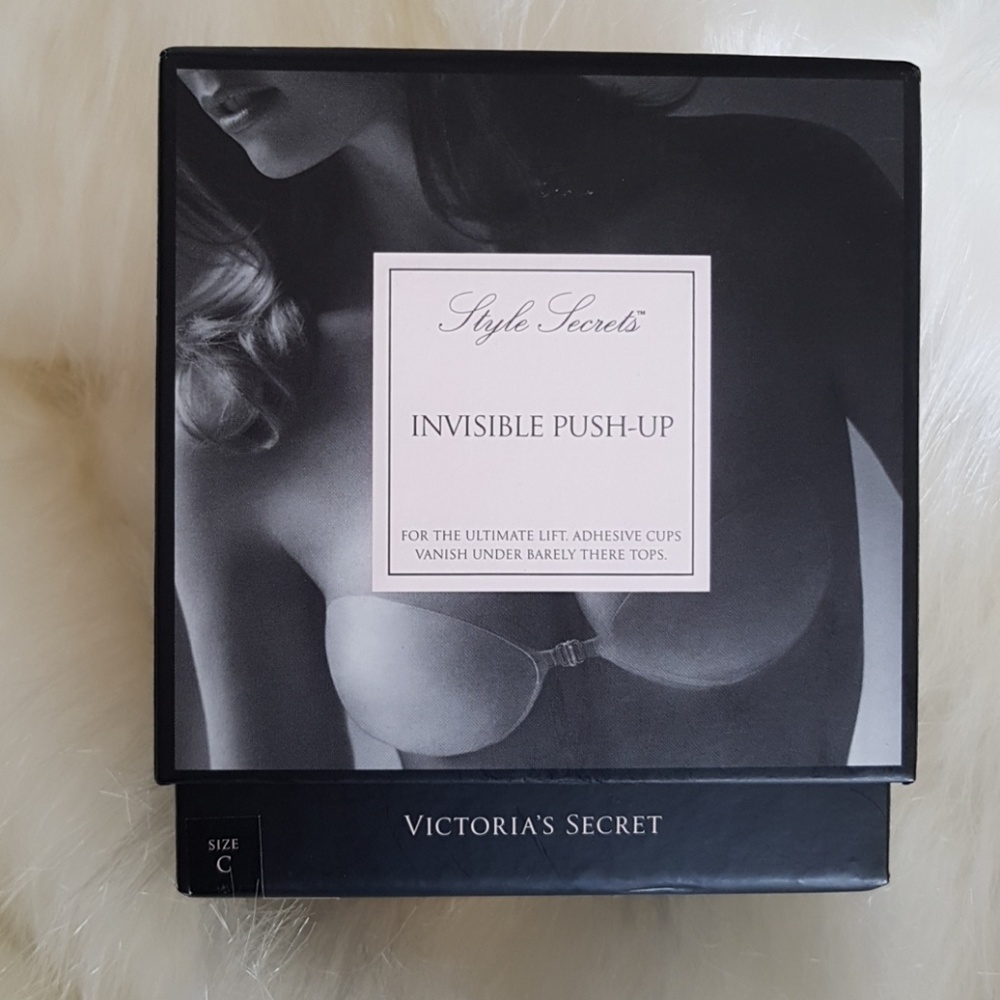 Style Secrets™
INVISIBLE PUSH-UP
FOR THE ULTIMATE LIFT. ADHESIVE CUPS
VANISH UNDER BARELY THERE TOPS.
VICTORIA'S SECRET
SIZE
C